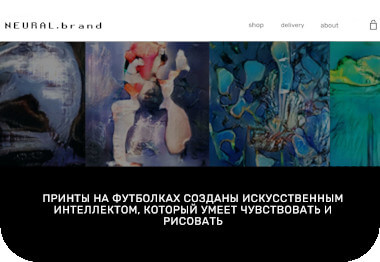 NEURAL.brand
shop delivery about
ПРИНТЫ НА ФУТБОЛКАХ СОЗДАНЫ ИСКУССТВЕННЫМ
ИНТЕЛЛЕКТОМ, КОТОРЫЙ УМЕЕТ ЧУВСТВОВАТЬ И
РИСОВАТЬ